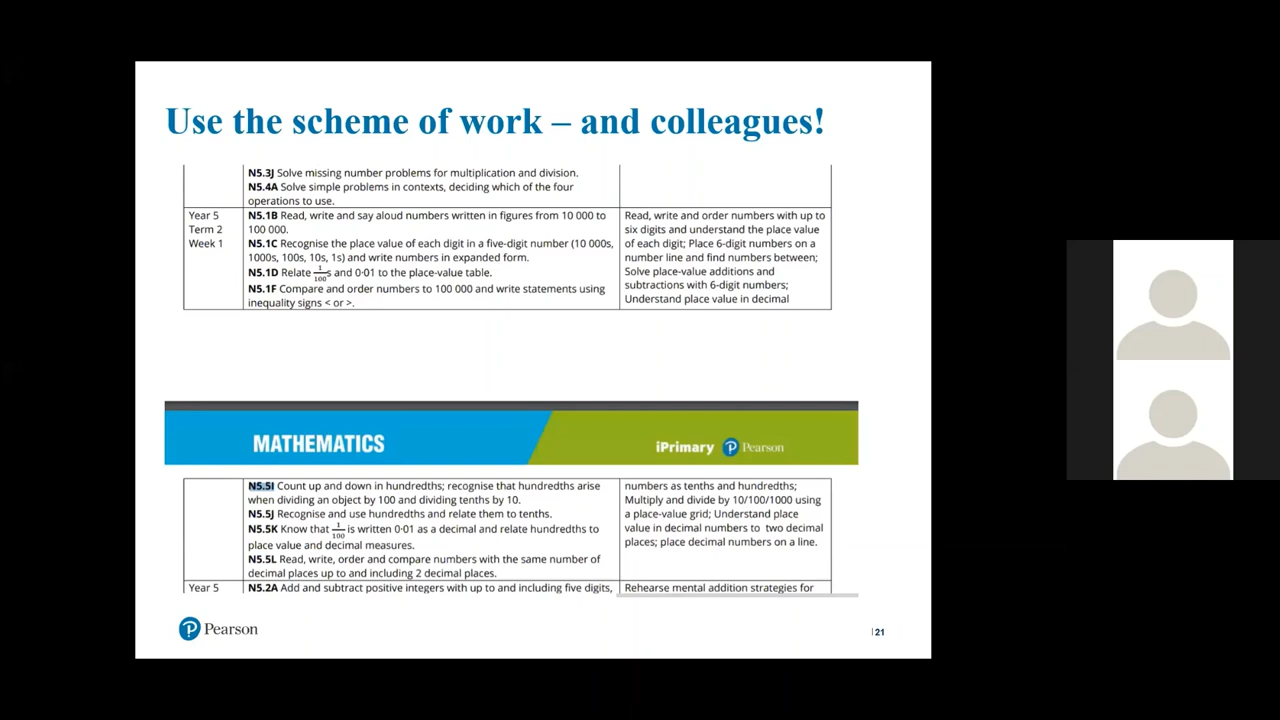 Use the scheme of work – and colleagues!
N5.3J Solve missing number problems for multiplication and division.
N5.4A Solve simple problems in contexts, deciding which of the four
operations to use.
Year 5
Term 2
Week 1
N5.1B Read, write and say aloud numbers written in figures from 10 000 to
100 000.
N5.1C Recognise the place value of each digit in a five-digit number (10 000s,
1000s, 100s, 10s, 1s) and write numbers in expanded form.
N5.1D Relate 1/100s and 0·01 to the place-value table.
N5.1F Compare and order numbers to 100 000 and write statements using
inequality signs < or >.
Read, write and order numbers with up to
six digits and understand the place value
of each digit; Place 6-digit numbers on a
number line and find numbers between;
Solve place-value additions and
subtractions with 6-digit numbers;
Understand place value in decimal
MATHEMATICS
iPrimary Pearson
N5.5I Count up and down in hundredths; recognise that hundredths arise
when dividing an object by 100 and dividing tenths by 10.
N5.5J Recognise and use hundredths and relate them to tenths.
N5.5K Know that 1/100 is written 0·01 as a decimal and relate hundredths to
place value and decimal measures.
N5.5L Read, write, order and compare numbers with the same number of
decimal places up to and including 2 decimal places.
numbers as tenths and hundredths;
Multiply and divide by 10/100/1000 using
a place-value grid; Understand place
value in decimal numbers to two decimal
places; place decimal numbers on a line.
Year 5
N5.2A Add and subtract positive integers with up to and including five digits,
Rehearse mental addition strategies for
Pearson
21